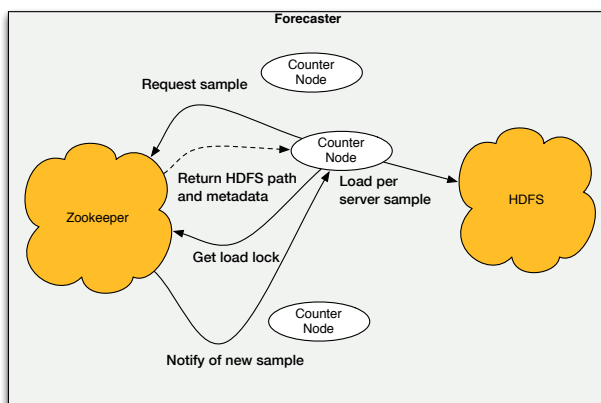 Forecaster
Counter
Node
Request sample
Counter
Node
Return HDFS path
and metadata
Load per
server sample
Zookeeper
HDFS
Get load lock
Counter
Node
Notify of new sample